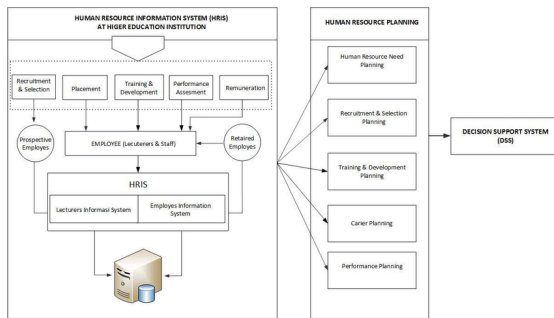 HUMAN RESOURCE INFORMATION SYSTEM (HRIS)
AT HIGER EDUCATION INSTITUTION
Recruitment
& Selection
Placement
Training &
Development
Performance
Assesment
Remuneration
Prospective
Employes
EMPLOYEE (Lecuterers & Staff)
Retaired
Employes
HRIS
Lecturers Informasi System
Employes Information
System
HUMAN RESOURCE PLANNING
Human Resource Need
Planning
Recruitment & Selection
Planning
Training & Development
Planning
Carier Planning
Performance Planning
DECISION SUPPORT SYSTEM
(DSS)